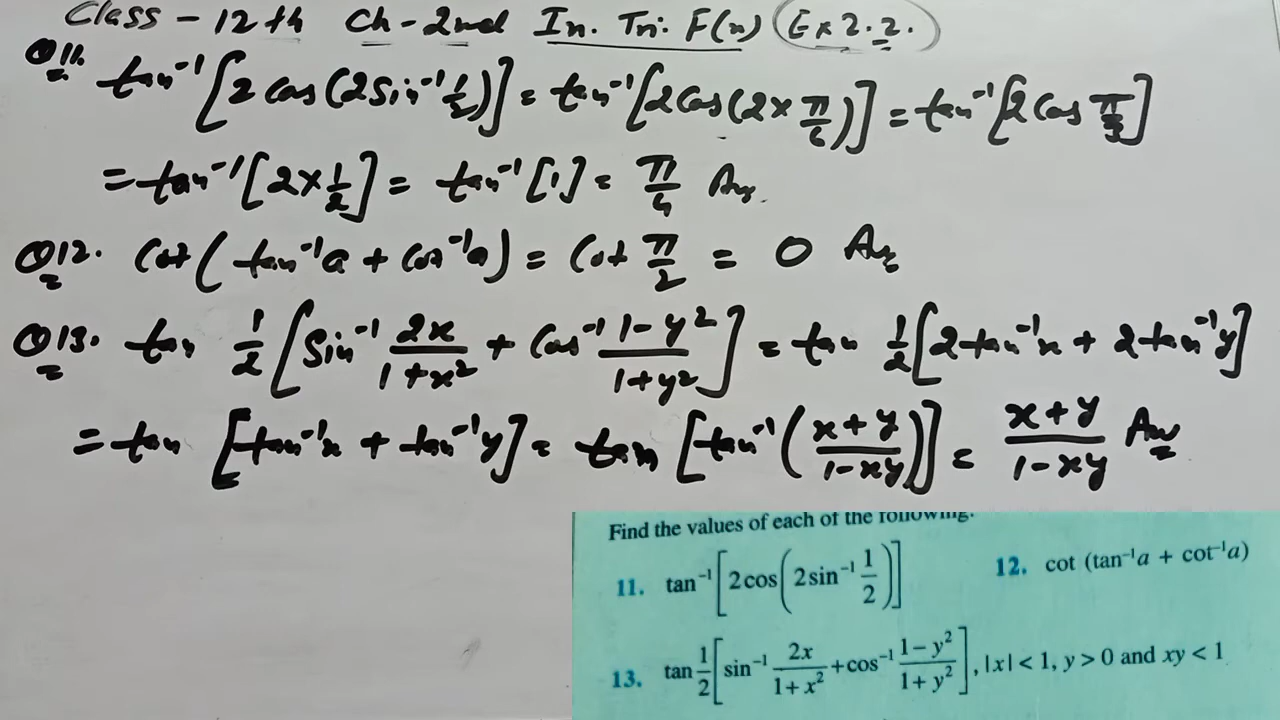 Class - 12th Ch - 2nd In. Tri. F(n) (Ex 2.2.)
Q11. tan⁻¹[2 cos(2 sin⁻¹ 1/2)] = tan⁻¹[2 cos(2 × π/6)] = tan⁻¹[2 cos π/3]
= tan⁻¹[2 × 1/2] = tan⁻¹[1] = π/4 Ans.
Q12. Cot(tan⁻¹a + cot⁻¹a) = Cot π/2 = 0 Ans
Q13. tan 1/2 [Sin⁻¹ 2x/1+x² + Cos⁻¹ 1-y²/1+y²] = tan 1/2 [2 tan⁻¹x + 2 tan⁻¹y]
= tan [tan⁻¹x + tan⁻¹y] = tan [tan⁻¹(x+y/1-xy)] = x+y/1-xy Ans
Find the values of each of the following:
11. tan⁻¹[2cos(2sin⁻¹ 1/2)] 12. cot (tan⁻¹a + cot⁻¹a)
13. tan 1/2 [sin⁻¹ 2x/1+x² + cos⁻¹ 1-y²/1+y²], |x| < 1, y > 0 and xy < 1